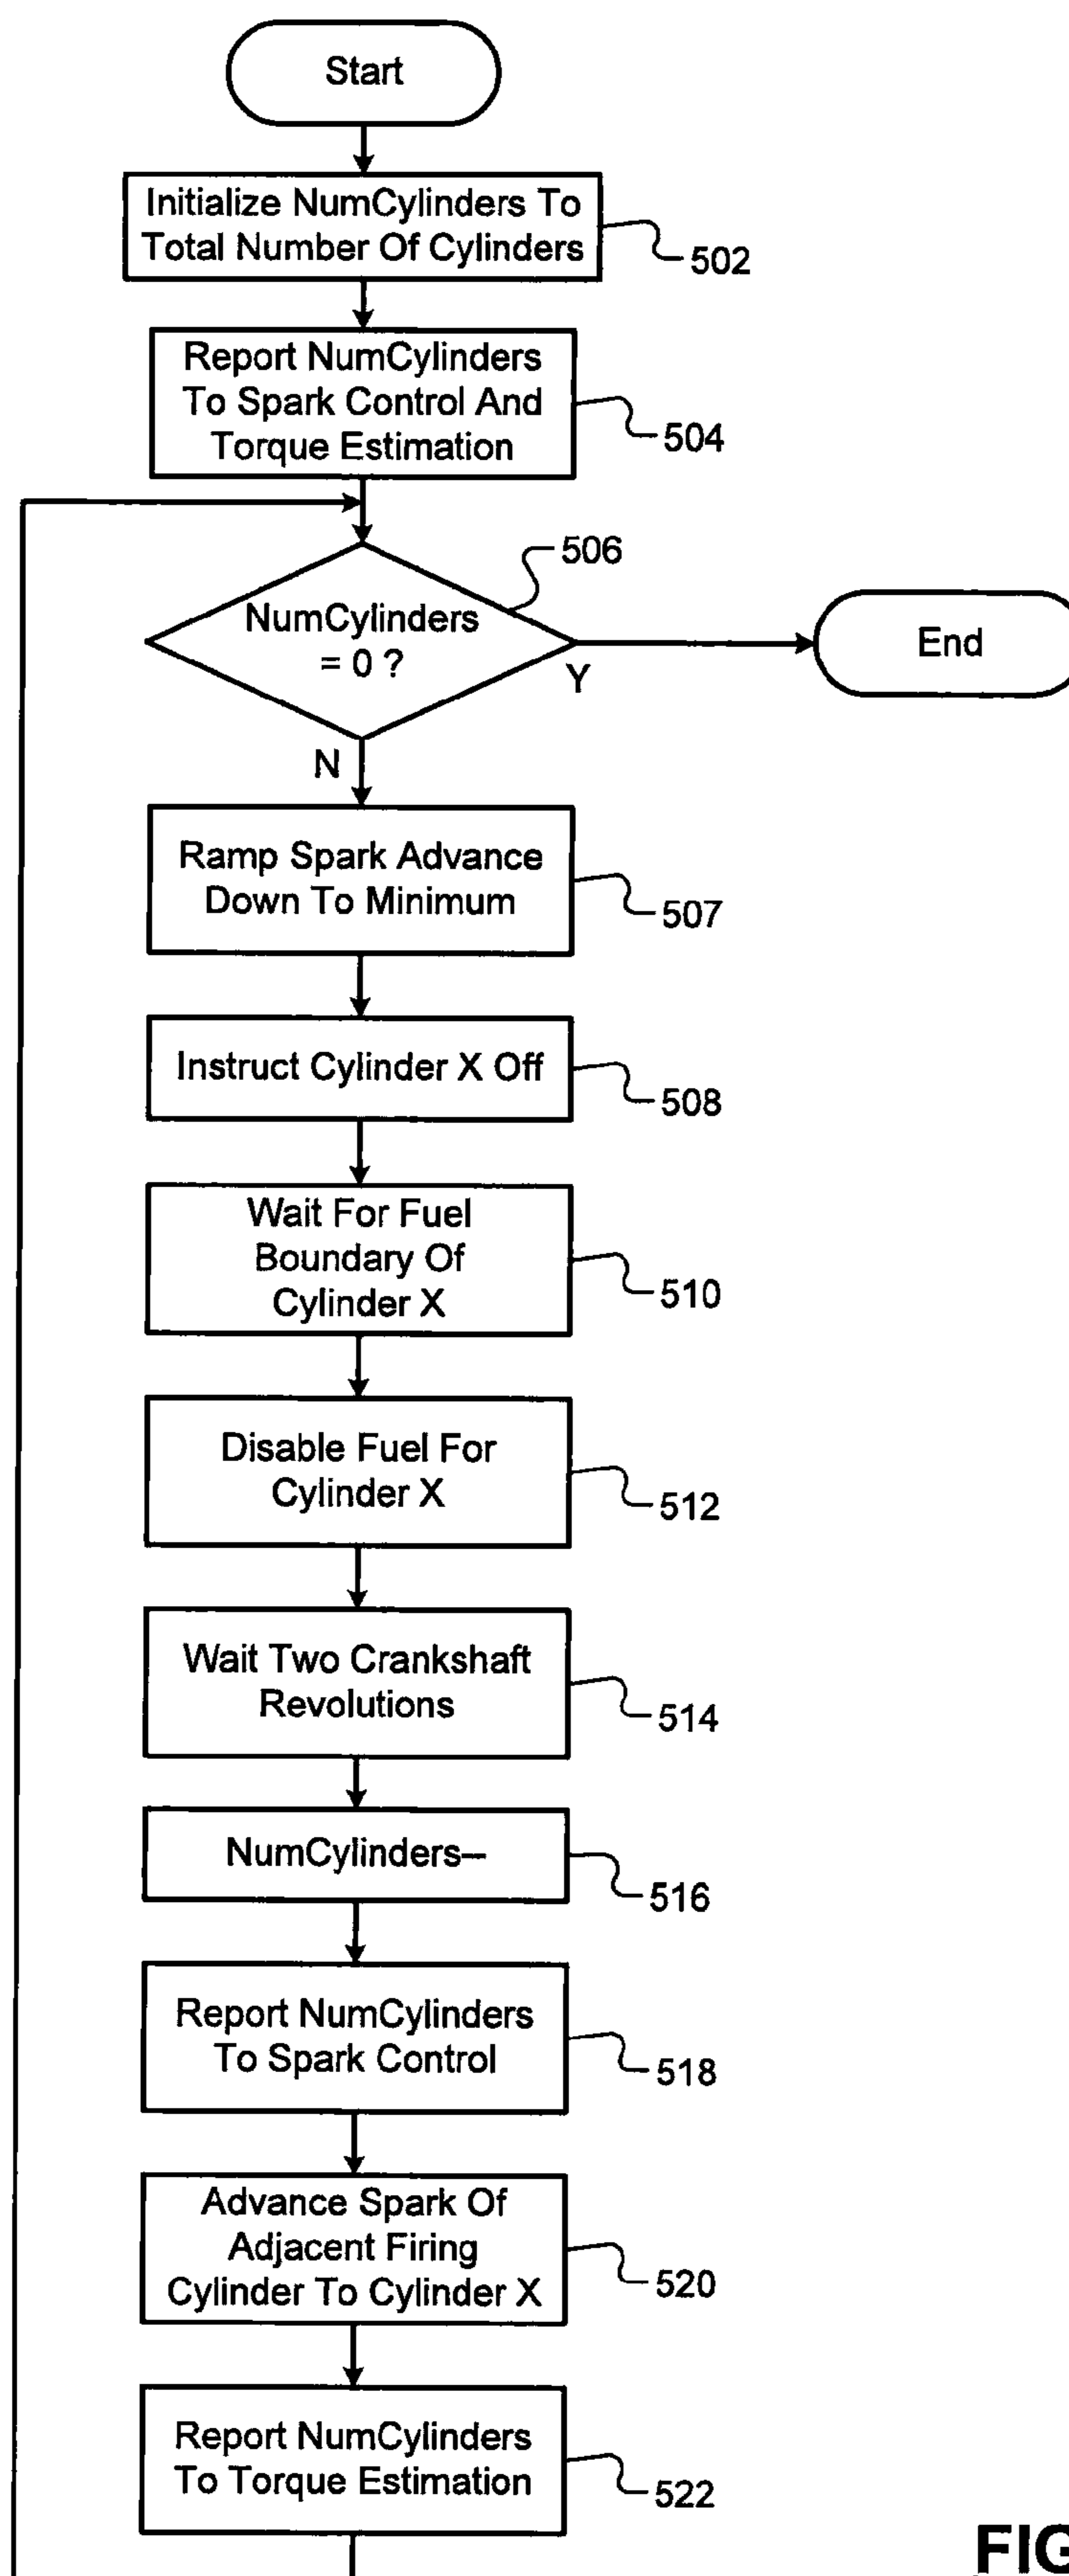 Start
Initialize NumCylinders To
Total Number Of Cylinders
502
Report NumCylinders
To Spark Control And
Torque Estimation
504
506
NumCylinders
= 0 ?
Y
End
N
Ramp Spark Advance
Down To Minimum
507
Instruct Cylinder X Off
508
Wait For Fuel
Boundary Of
Cylinder X
510
Disable Fuel For
Cylinder X
512
Wait Two Crankshaft
Revolutions
514
NumCylinders--
516
Report NumCylinders
To Spark Control
518
Advance Spark Of
Adjacent Firing
Cylinder To Cylinder X
520
Report NumCylinders
To Torque Estimation
522
FIG